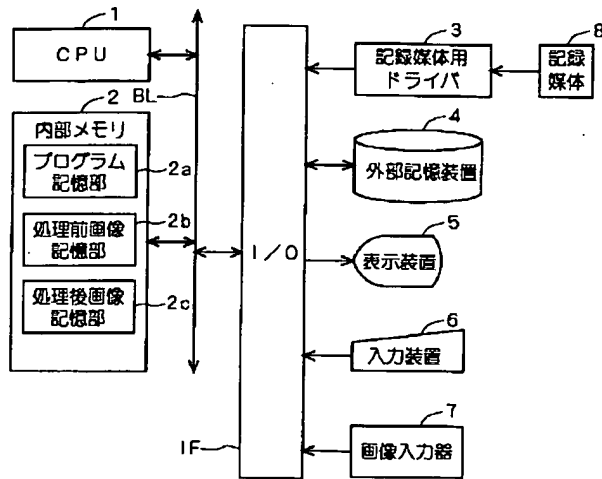 1
CPU
BL
2
内部メモリ
プログラム
記憶部
2a
処理前画像
記憶部
2b
処理後画像
記憶部
2c
I/O
IF
3
記録媒体用
ドライバ
8
記録
媒体
4
外部記憶装置
5
表示装置
6
入力装置
7
画像入力器